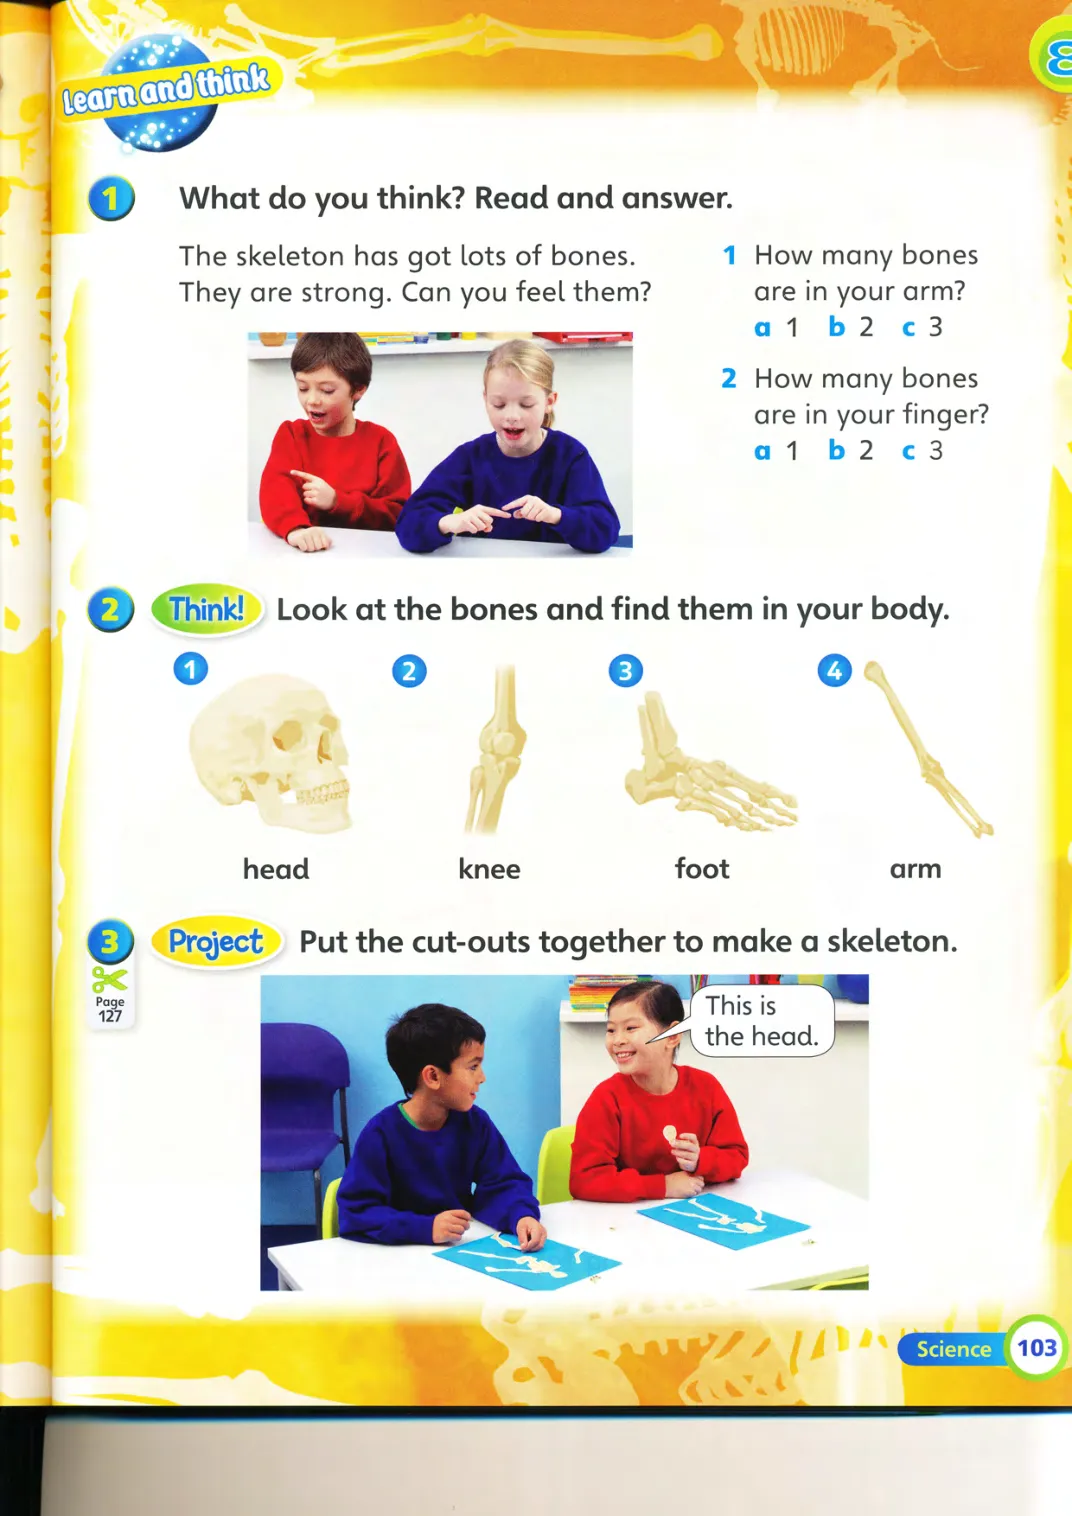 Learn and think
8
1 What do you think? Read and answer.
The skeleton has got lots of bones.
They are strong. Can you feel them?
1 How many bones
are in your arm?
a 1 b 2 c 3
2 How many bones
are in your finger?
a 1 b 2 c 3
2 Think! Look at the bones and find them in your body.
1 2 3 4
head knee foot arm
3 Project Put the cut-outs together to make a skeleton.
Page
127
This is
the head.
Science 103